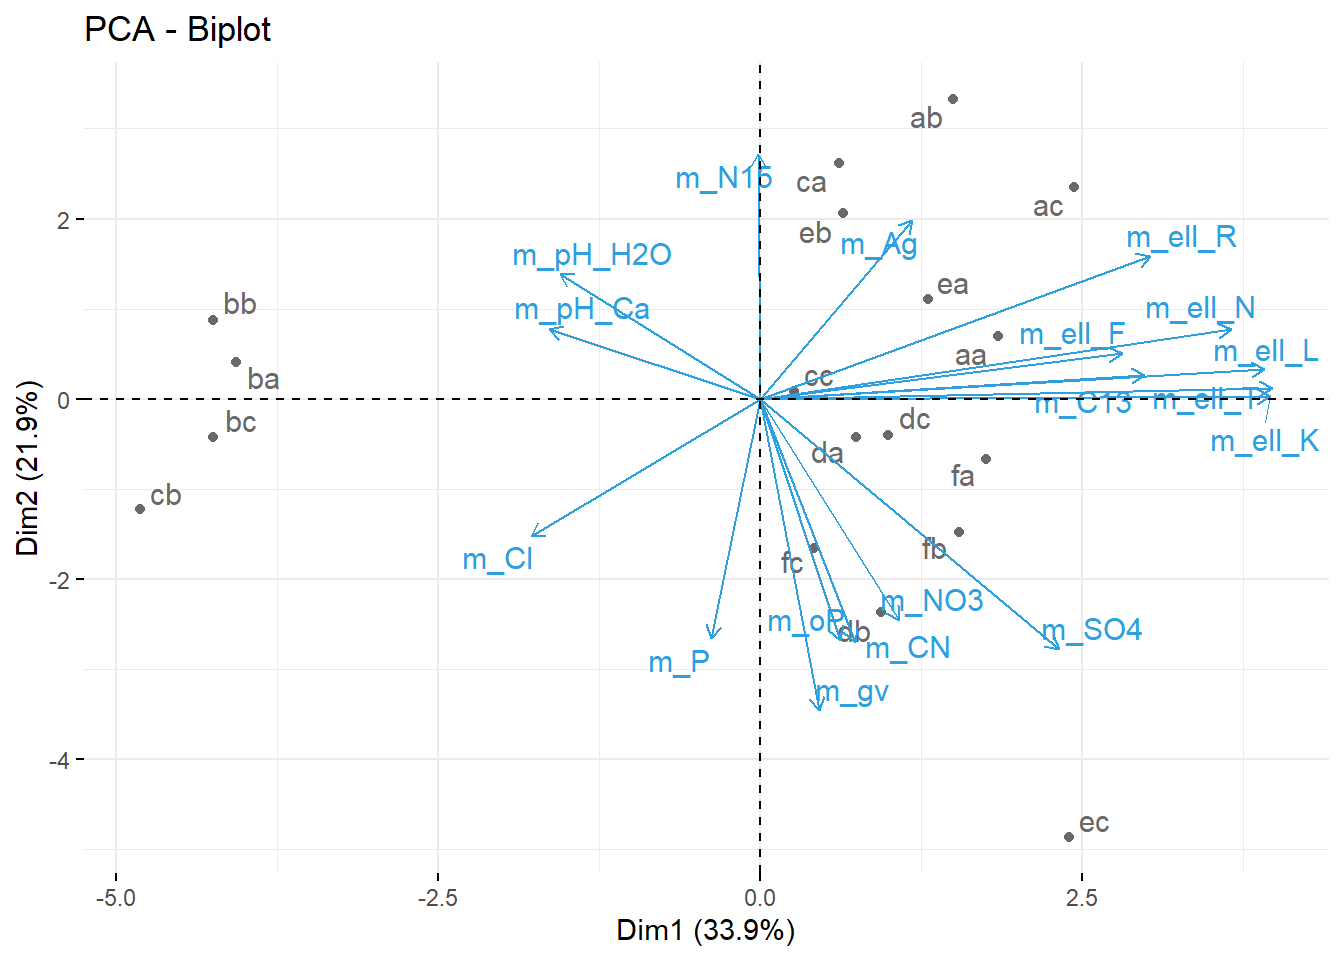 PCA - Biplot
ab
m_N15
ca
ac
eb
m_Ag
m_ell_R
m_pH_H2O
ea
bb
m_pH_Ca
m_ell_N
m_ell_F
aa
m_ell_L
ba
cc
m_C13
m_ell_T
bc
dc
da
m_ell_K
fa
cb
m_Cl
fb
fc
m_NO3
m_oP
db
m_SO4
m_CN
m_P
m_gv
ec
2
0
-2
-4
Dim2 (21.9%)
-5.0
-2.5
0.0
2.5
Dim1 (33.9%)